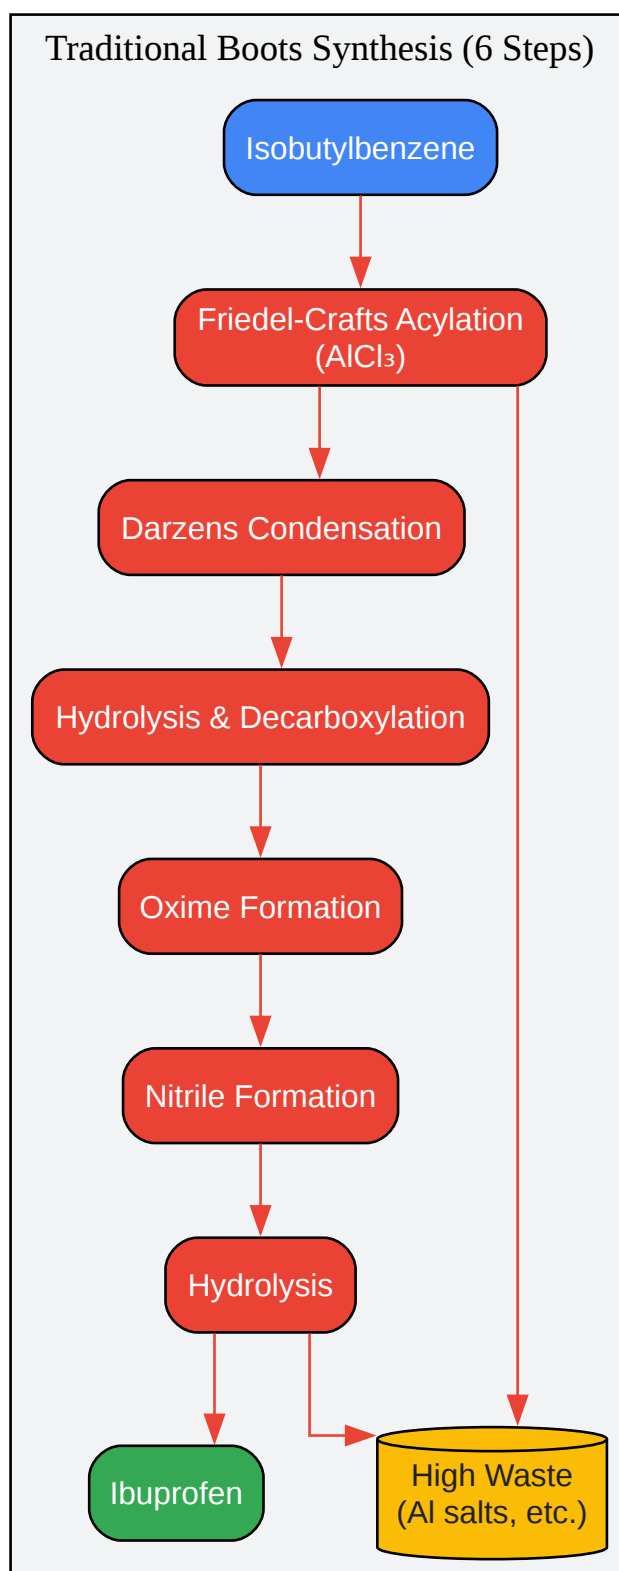 Traditional Boots Synthesis (6 Steps)
Isobutylbenzene
Friedel-Crafts Acylation
(AlCl₃)
Darzens Condensation
Hydrolysis & Decarboxylation
Oxime Formation
Nitrile Formation
Hydrolysis
Ibuprofen
High Waste
(Al salts, etc.)